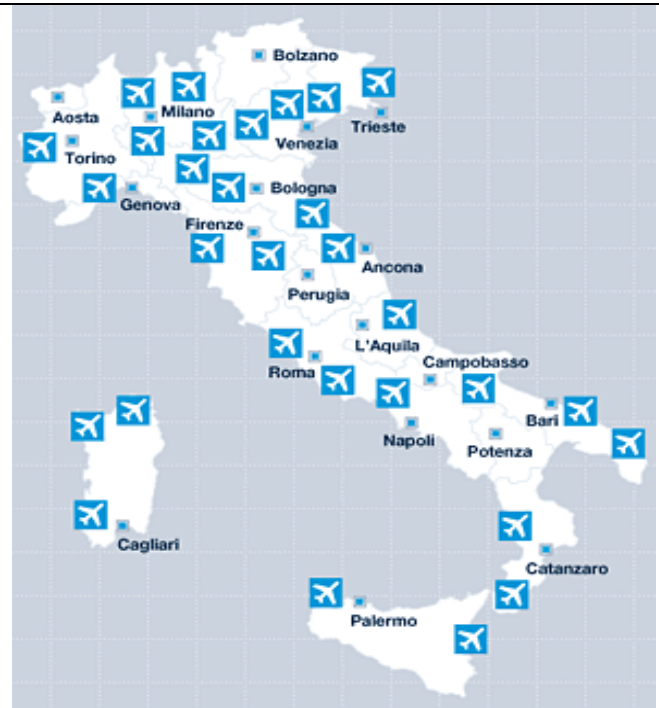 Bolzano
Aosta
Milano
Trieste
Venezia
Torino
Genova
Bologna
Firenze
Ancona
Perugia
L'Aquila
Roma
Campobasso
Napoli
Bari
Potenza
Cagliari
Catanzaro
Palermo